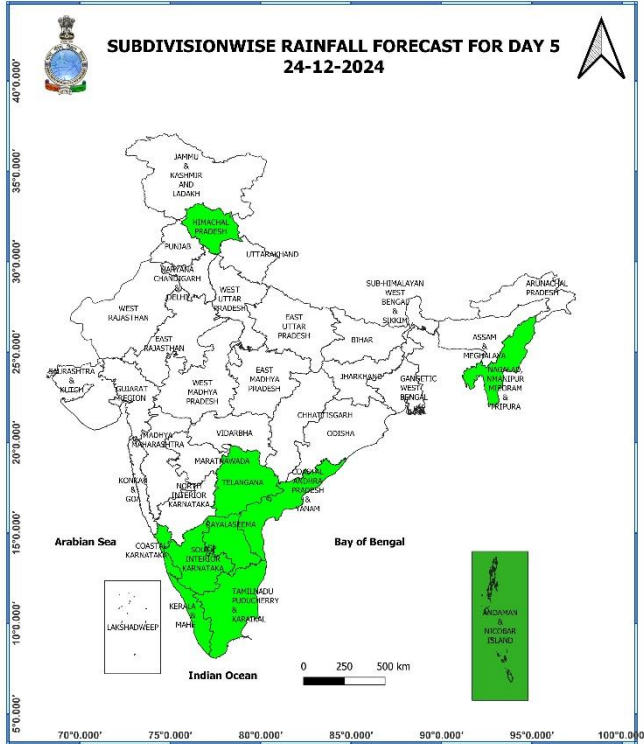 SUBDIVISIONWISE RAINFALL FORECAST FOR DAY 5
24-12-2024
40°0.000'
35°0.000'
30°0.000'
25°0.000'
20°0.000'
15°0.000'
10°0.000'
5°0.000'
JAMMU
&
KASHMIR
AND
LADAKH
HIMACHAL
PRADESH
PUNJAB
UTTARAKHAND
HARYANA
CHANDIGARH
&
DELHI
WEST
UTTAR
PRADESH
SUB-HIMALAYAN
WEST
BENGAL
&
SIKKIM
ARUNACHAL
PRADESH
WEST
RAJASTHAN
EAST
RAJASTHAN
EAST
UTTAR
PRADESH
BIHAR
ASSAM
&
MEGHALAYA
NAGALAD,
NMANIPUR
MIZORAM
&
TRIPURA
SAURASHTRA
&
KUTCH
GUJARAT
REGION
WEST
MADHYA
PRADESH
EAST
MADHYA
PRADESH
JHARKHAND
GANGETIC
WEST
BENGAL
CHHATTISGARH
ODISHA
MADHYA
MAHARASHTRA
VIDARBHA
MARATHAWADA
KONKAN
&
GOA
NORTH
INTERIOR
KARNATAKA
TELANGANA
COASTAL
ANDHRA
PRADESH
&
YANAM
RAYALASEEMA
Arabian Sea
COASTAL
KARNATAKA
SOUTH
INTERIOR
KARNATAKA
Bay of Bengal
LAKSHADWEEP
KERALA
&
MAHE
TAMILNADU
PUDUCHERRY
&
KARAIKAL
ANDAMAN
&
NICOBAR
ISLAND
Indian Ocean
0 250 500 km
70°0.000' 75°0.000' 80°0.000' 85°0.000' 90°0.000' 95°0.000' 100°0.000'